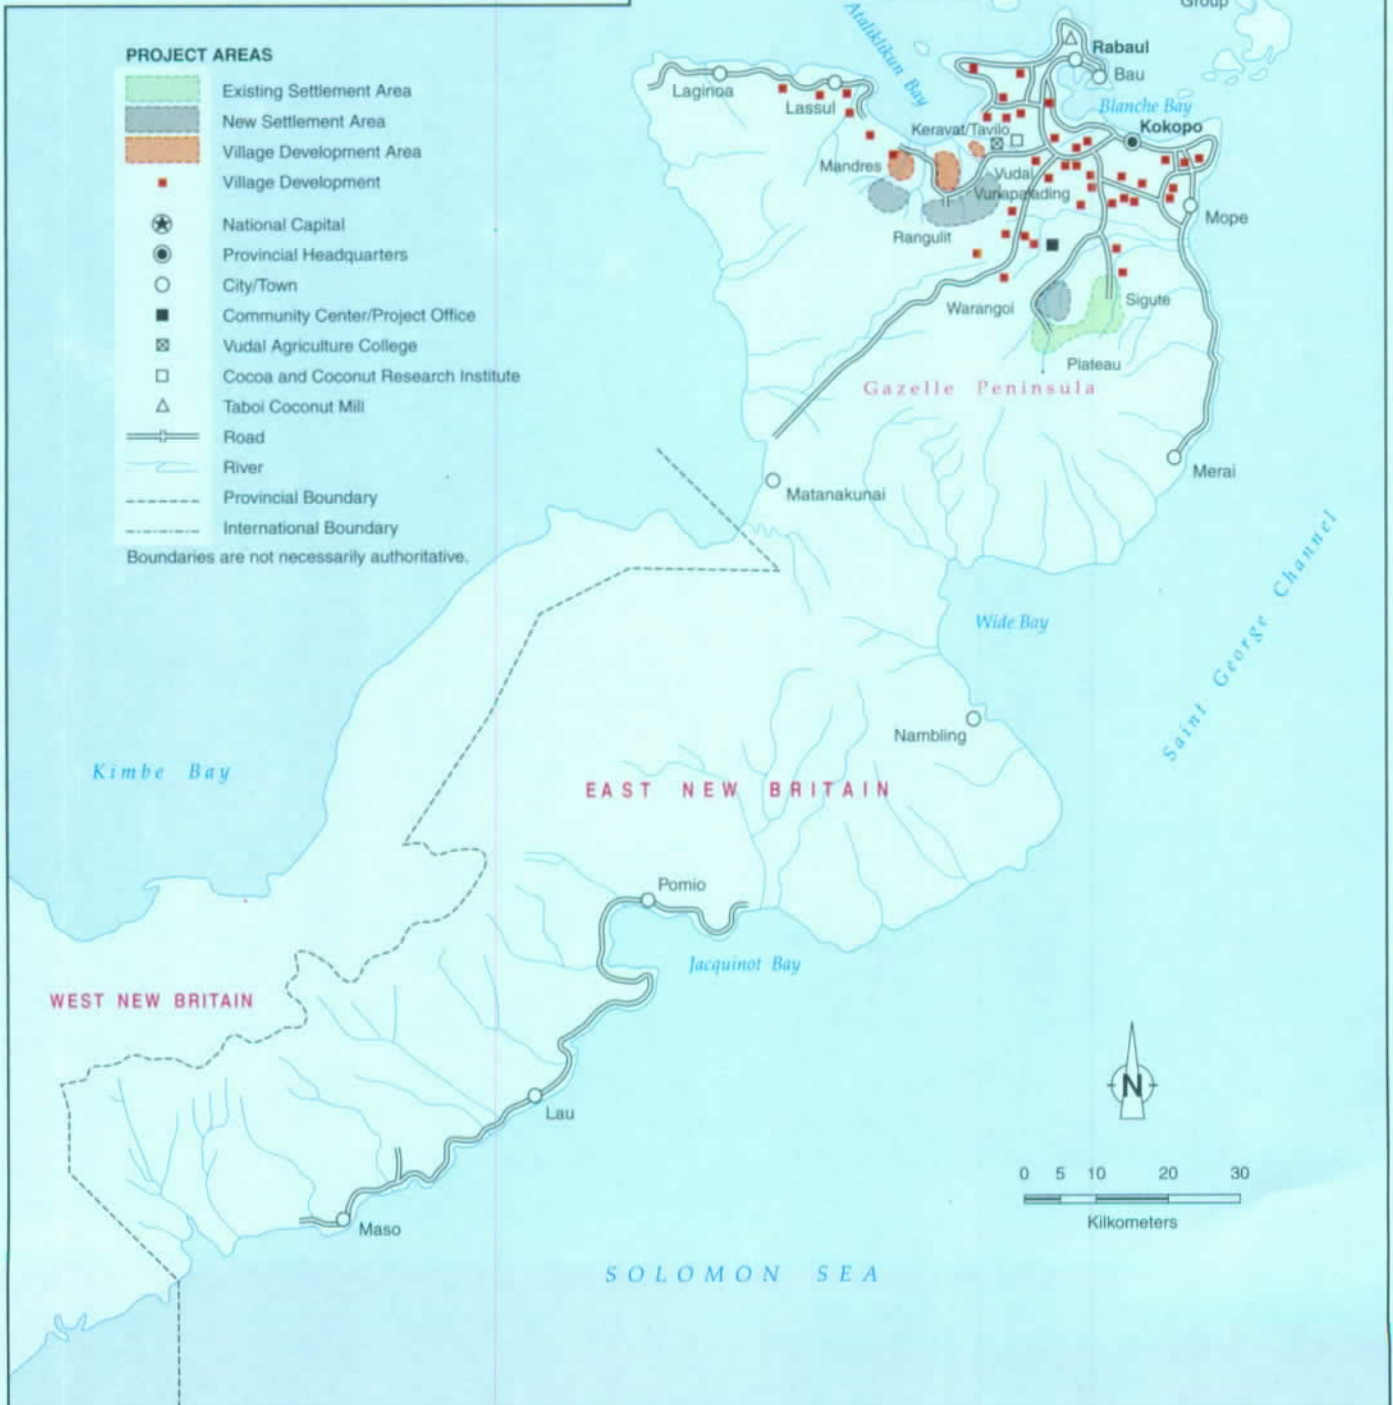 Group
Ataliklikun Bay
PROJECT AREAS
Existing Settlement Area
New Settlement Area
Village Development Area
Village Development
National Capital
Provincial Headquarters
City/Town
Community Center/Project Office
Vudal Agriculture College
Cocoa and Coconut Research Institute
Taboi Coconut Mill
Road
River
Provincial Boundary
International Boundary
Boundaries are not necessarily authoritative.
Rabaul
Bau
Laginoa
Lassul
Blanche Bay
Keravat/Tavilo
Kokopo
Mandres
Vudal
Vunapalading
Mope
Rangulit
Warangoi
Sigute
Plateau
Gazelle Peninsula
Merai
Matanakunai
Saint George Channel
Wide Bay
Nambling
Kimbe Bay
EAST NEW BRITAIN
Pomio
Jacquinot Bay
WEST NEW BRITAIN
N
Lau
0 5 10 20 30
Kilkometers
Maso
SOLOMON SEA